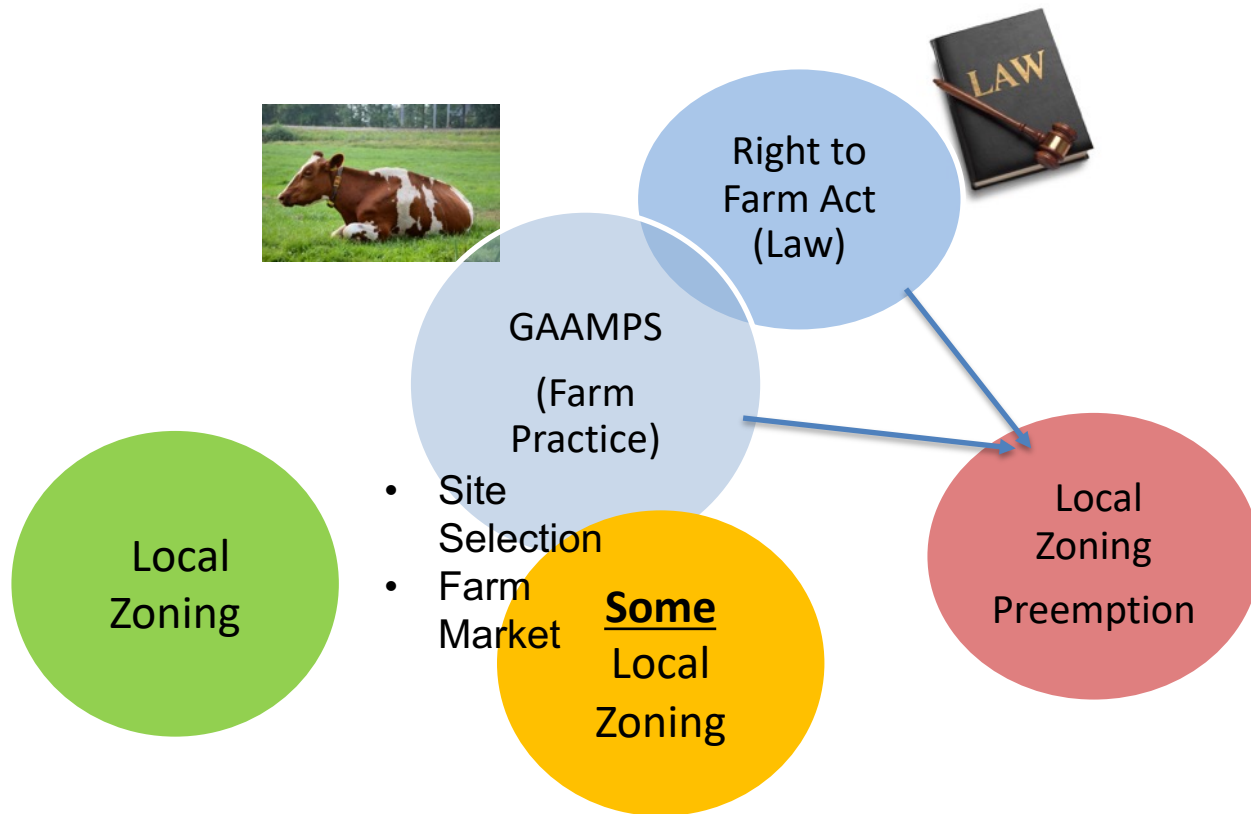 LAW
Right to
Farm Act
(Law)
GAAMPS
(Farm
Practice)
• Site
Selection
• Farm
Market
Local
Zoning
Some
Local
Zoning
Local
Zoning
Preemption